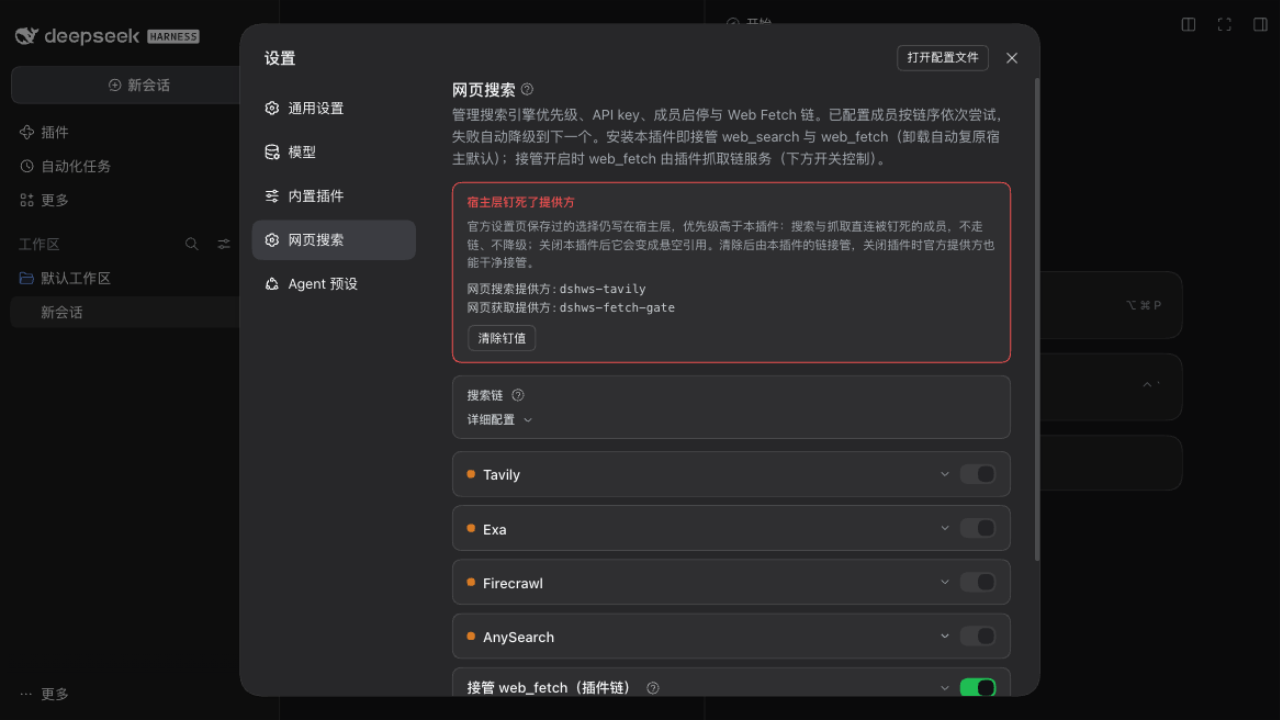 deepseek HARNESS
新会话
插件
自动化任务
更多
工作区
默认工作区
新会话
更多
开始
设置
打开配置文件
通用设置
模型
内置插件
网页搜索
Agent 预设
网页搜索
管理搜索引擎优先级、API key、成员启停与 Web Fetch 链。已配置成员按链序依次尝试，
失败自动降级到下一个。安装本插件即接管 web_search 与 web_fetch（卸载自动复原宿
主默认）；接管开启时 web_fetch 由插件抓取链服务（下方开关控制）。
宿主层钉死了提供方
官方设置页保存过的选择仍写在宿主层，优先级高于本插件：搜索与抓取直连被钉死的成员，不走
链、不降级；关闭本插件后它会变成悬空引用。清除后由本插件的链接管，关闭插件时官方提供方也
能干净接管。
网页搜索提供方：dshws-tavily
网页获取提供方：dshws-fetch-gate
清除钉值
搜索链
详细配置
Tavily
Exa
Firecrawl
AnySearch
接管 web_fetch（插件链）
⌥⌘P